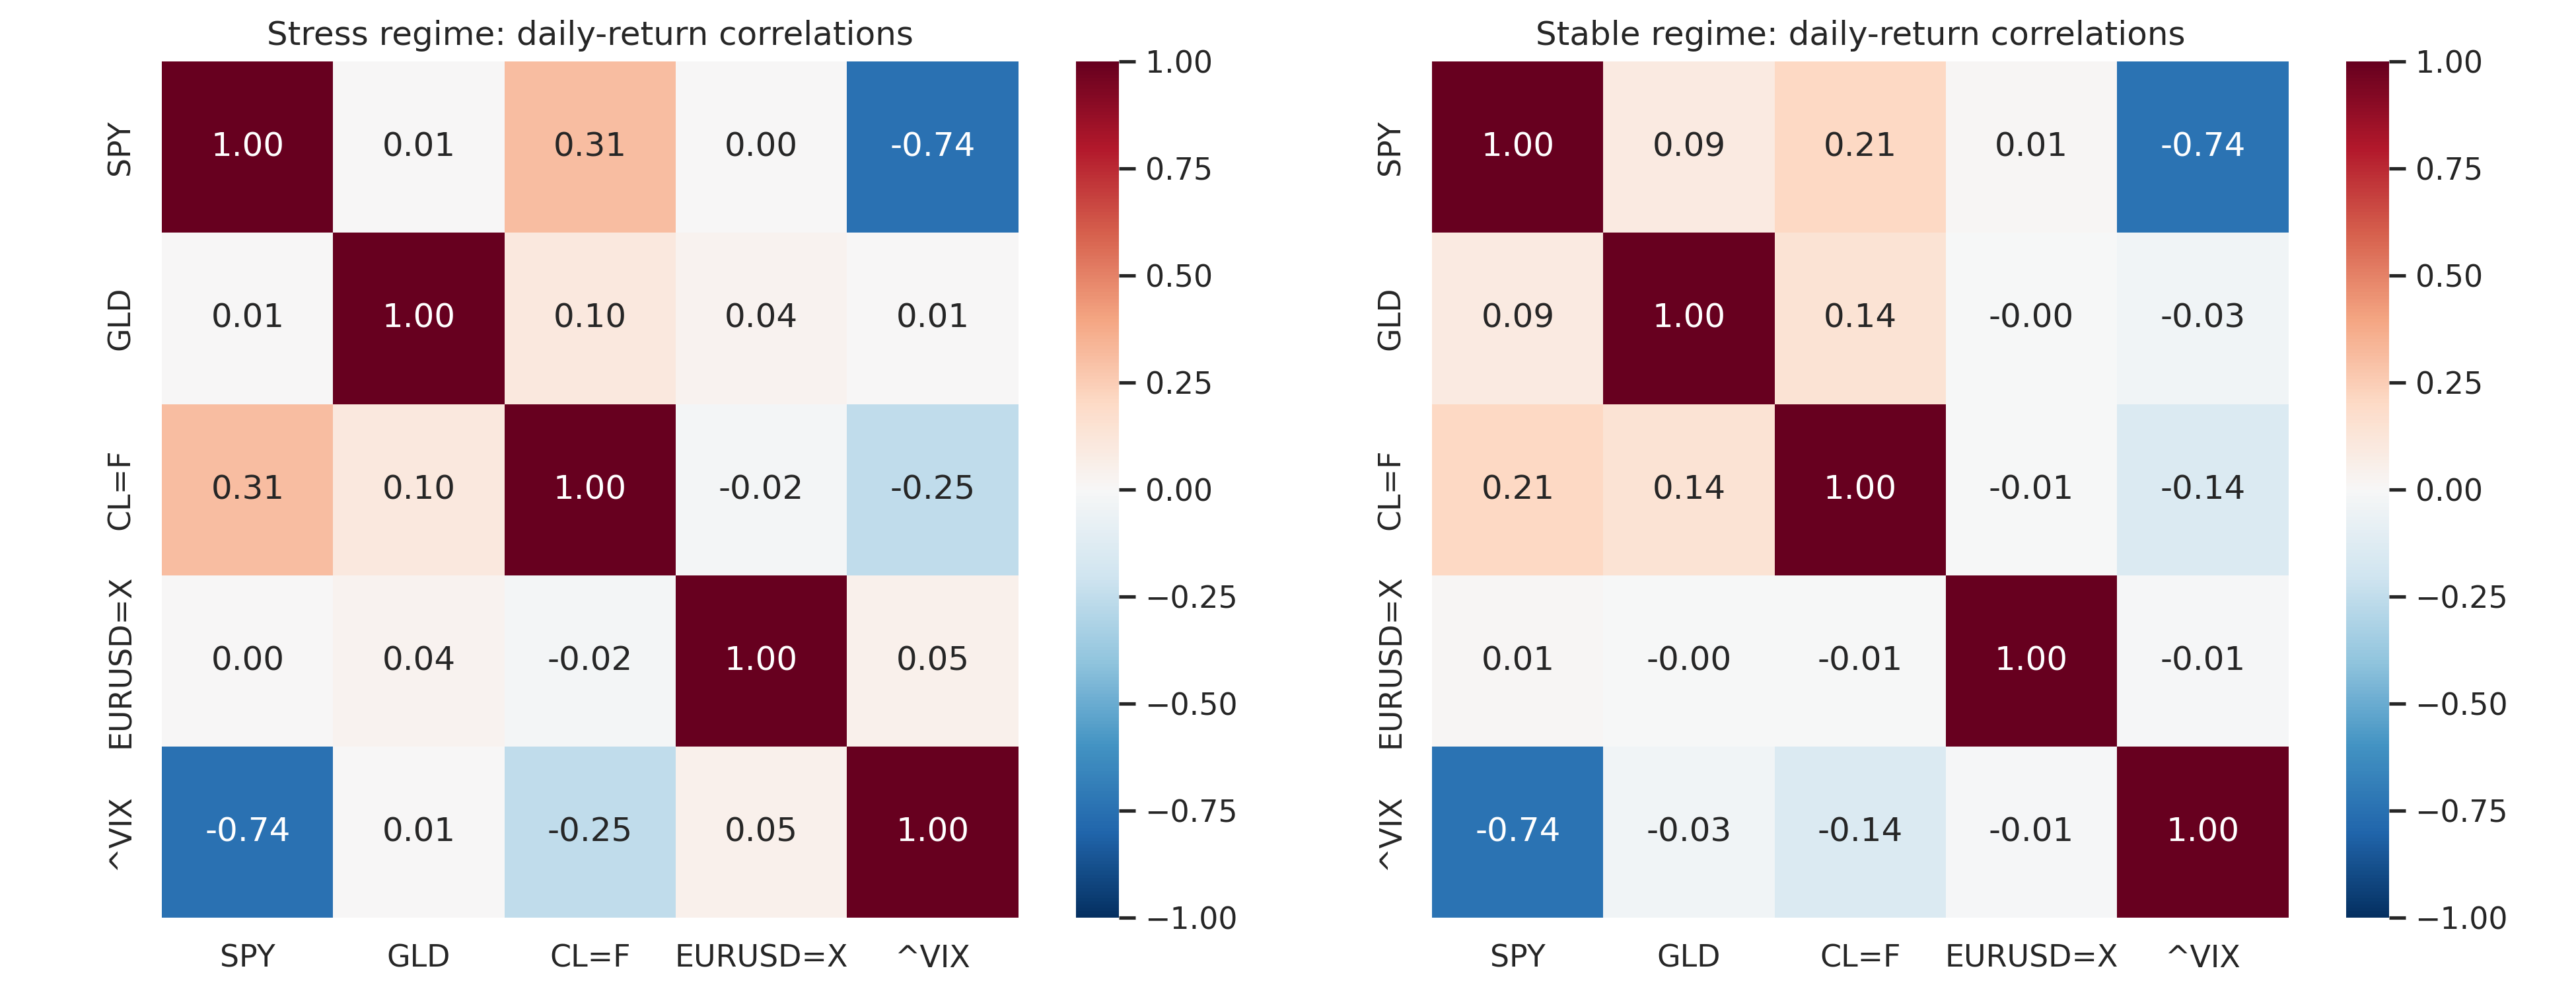 Stress regime: daily-return correlations
SPY 1.00 0.01 0.31 0.00 -0.74
GLD 0.01 1.00 0.10 0.04 0.01
CL=F 0.31 0.10 1.00 -0.02 -0.25
EURUSD=X 0.00 0.04 -0.02 1.00 0.05
^VIX -0.74 0.01 -0.25 0.05 1.00
SPY GLD CL=F EURUSD=X ^VIX
1.00
0.75
0.50
0.25
0.00
−0.25
−0.50
−0.75
−1.00
Stable regime: daily-return correlations
SPY 1.00 0.09 0.21 0.01 -0.74
GLD 0.09 1.00 0.14 -0.00 -0.03
CL=F 0.21 0.14 1.00 -0.01 -0.14
EURUSD=X 0.01 -0.00 -0.01 1.00 -0.01
^VIX -0.74 -0.03 -0.14 -0.01 1.00
SPY GLD CL=F EURUSD=X ^VIX
1.00
0.75
0.50
0.25
0.00
−0.25
−0.50
−0.75
−1.00